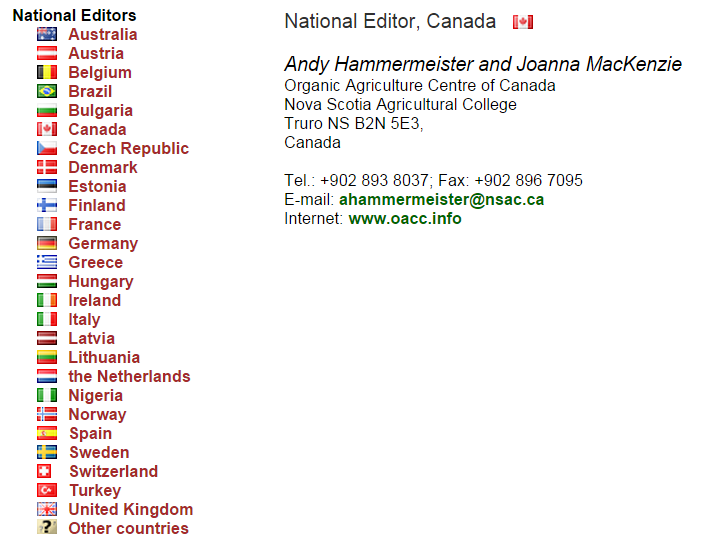 National Editors
Australia
Austria
Belgium
Brazil
Bulgaria
Canada
Czech Republic
Denmark
Estonia
Finland
France
Germany
Greece
Hungary
Ireland
Italy
Latvia
Lithuania
the Netherlands
Nigeria
Norway
Spain
Sweden
Switzerland
Turkey
United Kingdom
? Other countries
National Editor, Canada
Andy Hammermeister and Joanna MacKenzie
Organic Agriculture Centre of Canada
Nova Scotia Agricultural College
Truro NS B2N 5E3,
Canada
Tel.: +902 893 8037; Fax: +902 896 7095
E-mail: ahammermeister@nsac.ca
Internet: www.oacc.info